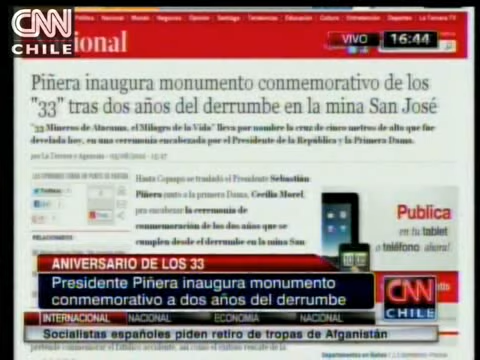 CNN
CHILE
Nacional
VIVO
16:44
Piñera inaugura monumento conmemorativo de los
"33" tras dos años del derrumbe en la mina San José
"33 Mineros de Atacama, el Milagro de la Vida" lleva por nombre la cruz de cinco metros de alto que fue
develada hoy, en una ceremonia encabezada por el Presidente de la República y la Primera Dama.
por La Tercera y Agencias
Hasta Copiapó se trasladó el Presidente Sebastián
Piñera junto a la primera Dama, Cecilia Morel,
para encabezar la ceremonia de
conmemoración de los dos años que se
cumplen desde el derrumbe en la mina San
Publica
en tu tablet
o teléfono ahora!
ANIVERSARIO DE LOS 33
Presidente Piñera inaugura monumento
conmemorativo a dos años del derrumbe
CNN
CHILE
INTERNACIONAL NACIONAL ECONOMÍA NACIONAL
Socialistas españoles piden retiro de tropas de Afganistán